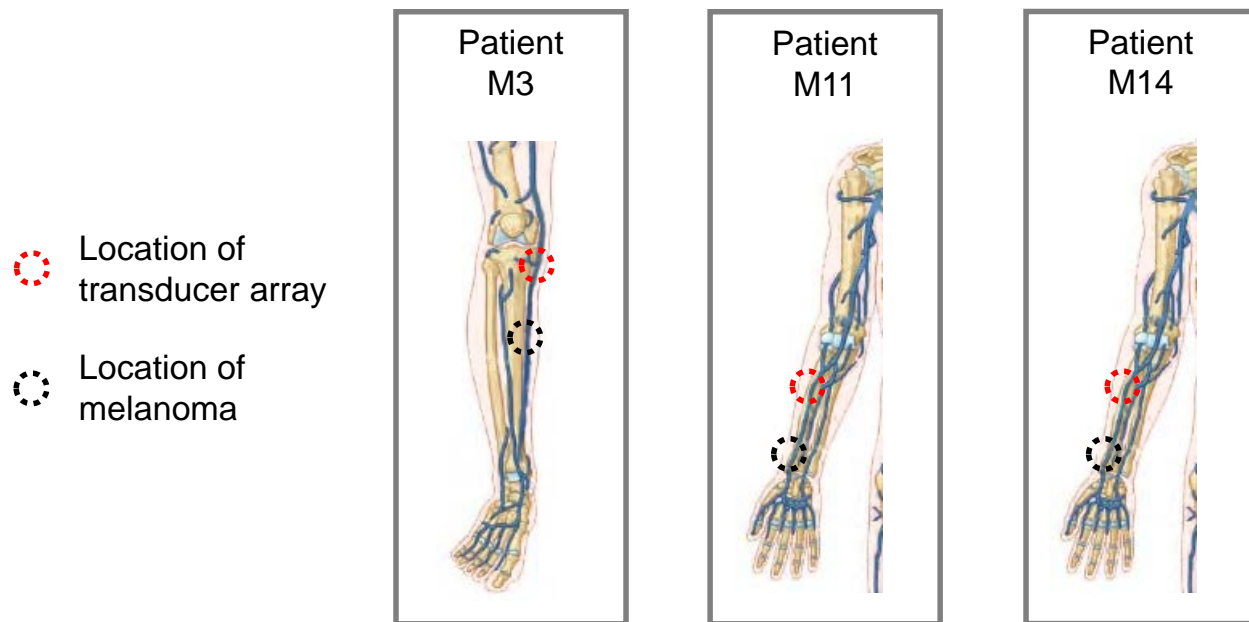 Patient
M3
Patient
M11
Patient
M14
Location of
transducer array
Location of
melanoma